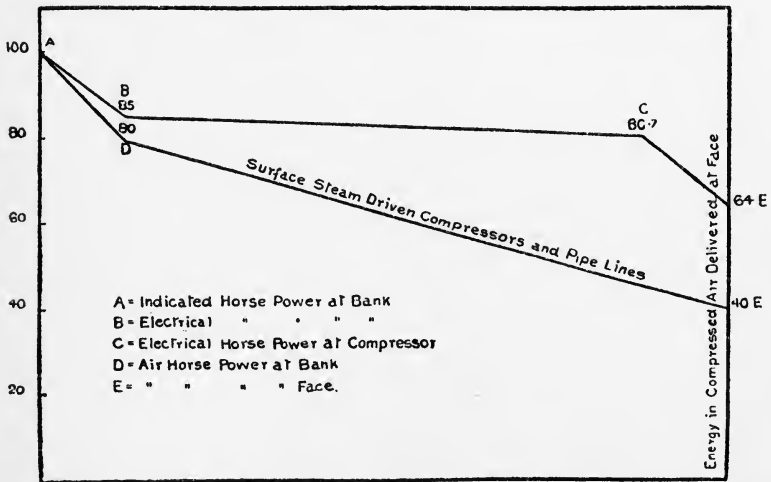 100
A
B
85
80
D
C
80·7
80
Surface Steam Driven Compressors and Pipe Lines
60
64 E
40
40 E
20
A = Indicated Horse Power at Bank
B = Electrical " " " "
C = Electrical Horse Power at Compressor
D = Air Horse Power at Bank
E = " " " " Face.
Energy in Compressed Air Delivered at Face